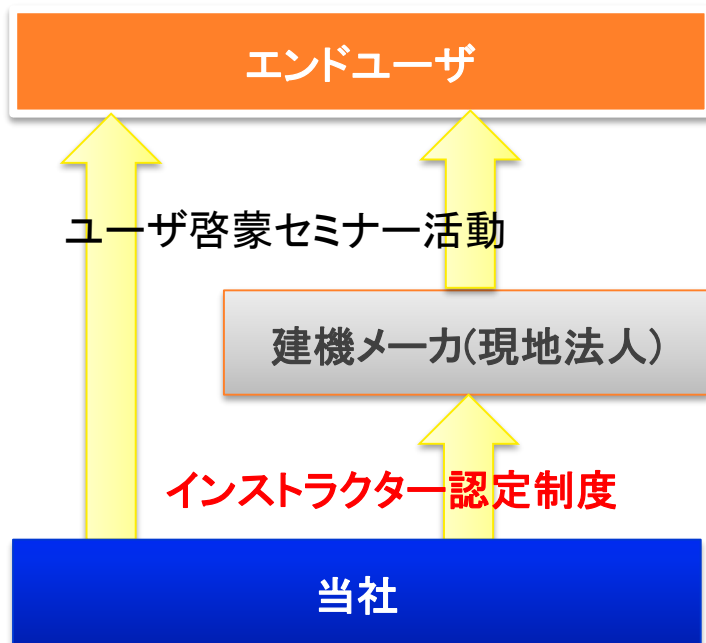 エンドユーザ
ユーザ啓蒙セミナー活動
建機メーカ(現地法人)
インストラクター認定制度
当社